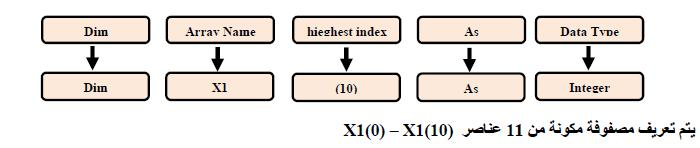 Dim Array Name hieghest index As Data Type
Dim X1 (10) As Integer
يتم تعريف مصفوفة مكونة من 11 عناصر X1(0) – X1(10)